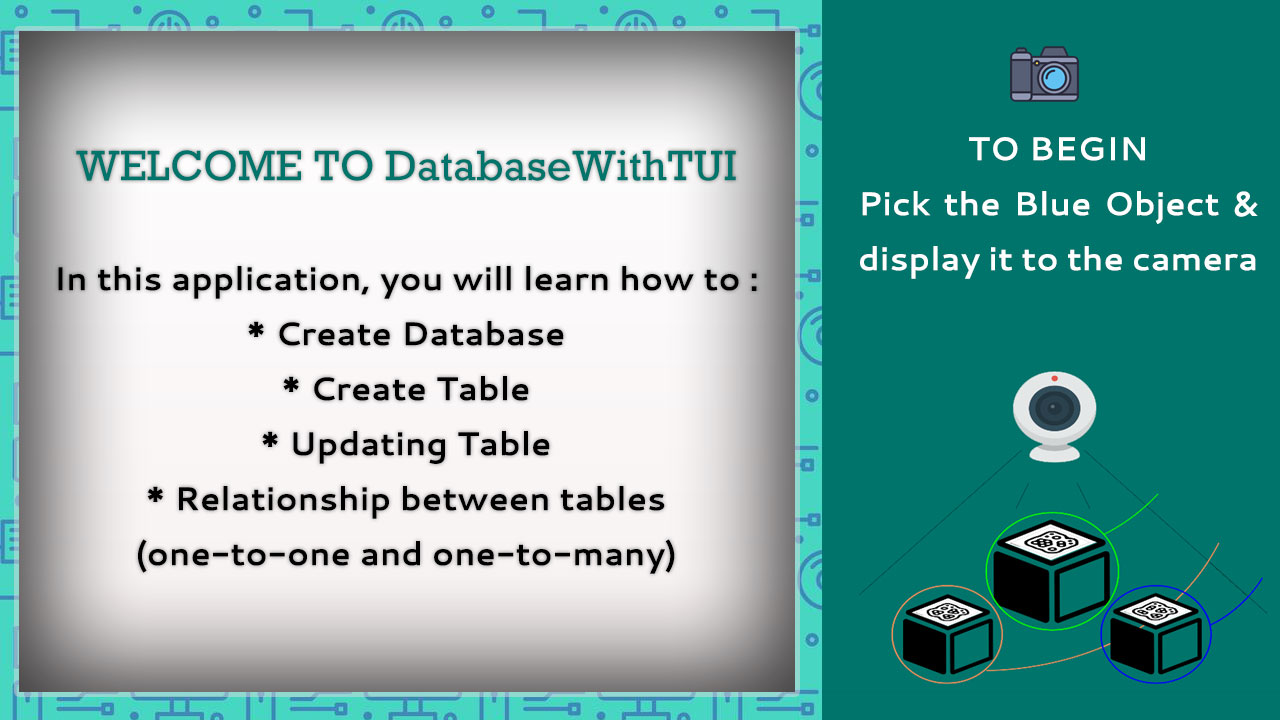 WELCOME TO DatabaseWithTUI
In this application, you will learn how to :
* Create Database
* Create Table
* Updating Table
* Relationship between tables
(one-to-one and one-to-many)
TO BEGIN
Pick the Blue Object &
display it to the camera